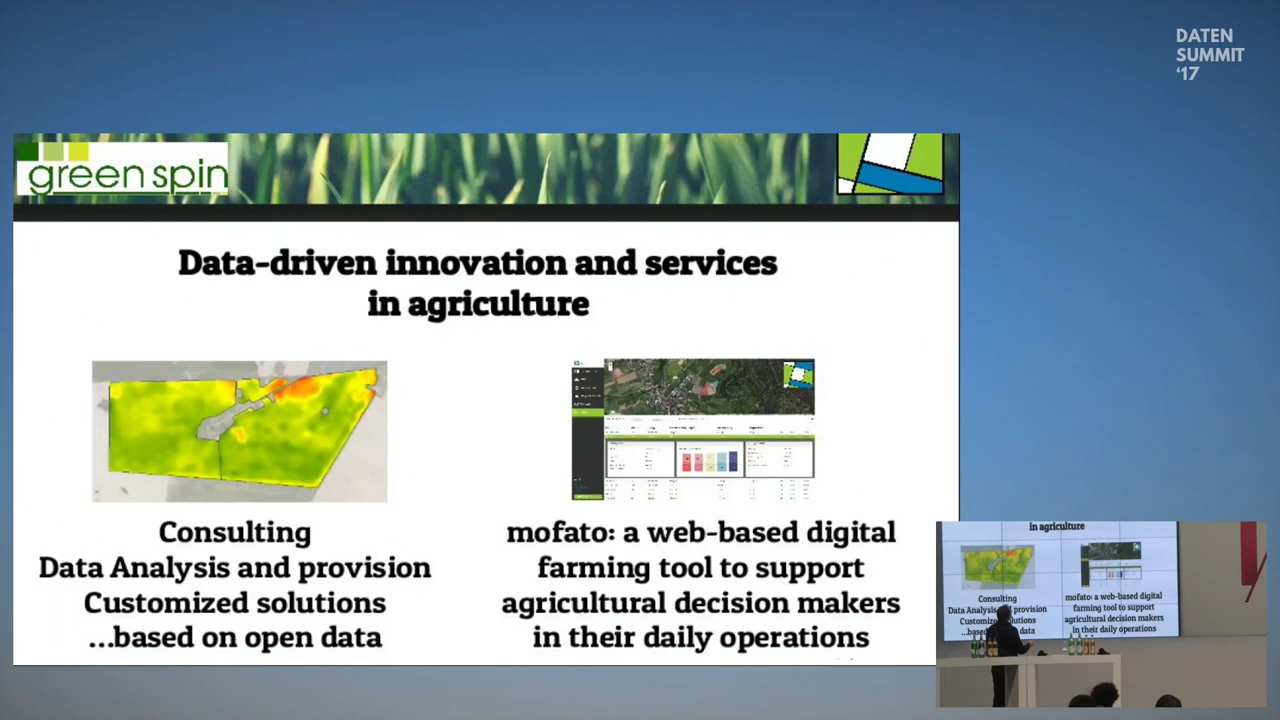 DATEN
SUMMIT
‘17
green spin
Data-driven innovation and services
in agriculture
Consulting
Data Analysis and provision
Customized solutions
...based on open data
mofato: a web-based digital
farming tool to support
agricultural decision makers
in their daily operations
in agriculture
Consulting
Data Analysis and provision
mofato: a web-based digital
farming tool to support
agricultural decision makers
in their daily operations